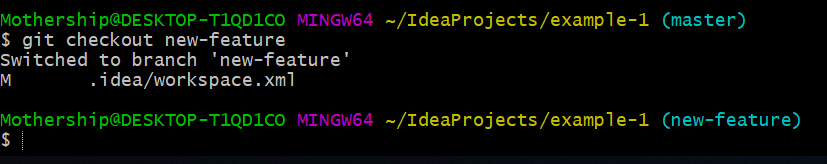 Mothership@DESKTOP-T1QD1CO MINGW64 ~/IdeaProjects/example-1 (master)
$ git checkout new-feature
Switched to branch 'new-feature'
M       .idea/workspace.xml
Mothership@DESKTOP-T1QD1CO MINGW64 ~/IdeaProjects/example-1 (new-feature)
$